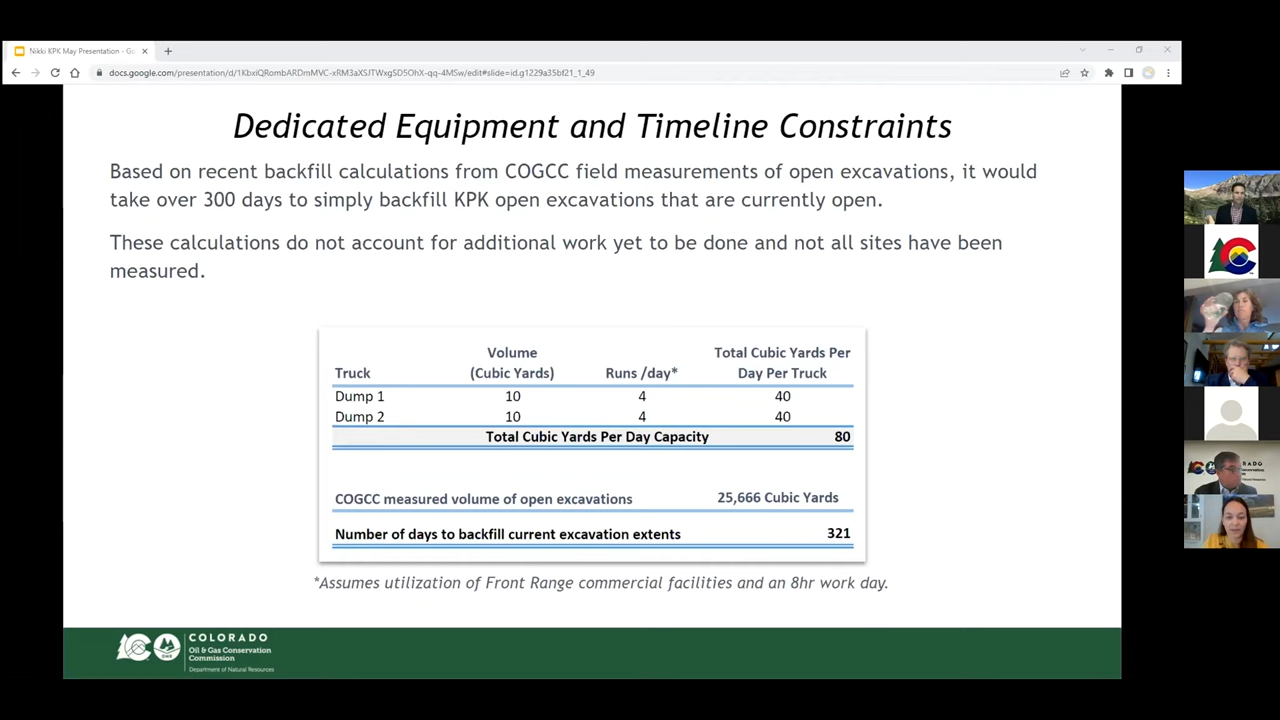 Nikki KPK May Presentation - Go
docs.google.com/presentation/d/1KbxiQRombARDmMVC-xRM3aXSJTWxgSD5OhX-qq-4MSw/edit#slide=id.g1229a35bf21_1_49
Dedicated Equipment and Timeline Constraints
Based on recent backfill calculations from COGCC field measurements of open excavations, it would
take over 300 days to simply backfill KPK open excavations that are currently open.
These calculations do not account for additional work yet to be done and not all sites have been
measured.
Volume Total Cubic Yards Per
Truck (Cubic Yards) Runs /day* Day Per Truck
Dump 1 10 4 40
Dump 2 10 4 40
Total Cubic Yards Per Day Capacity 80
COGCC measured volume of open excavations 25,666 Cubic Yards
Number of days to backfill current excavation extents 321
*Assumes utilization of Front Range commercial facilities and an 8hr work day.
COLORADO
Oil & Gas Conservation
Commission
Department of Natural Resources
COLORADO